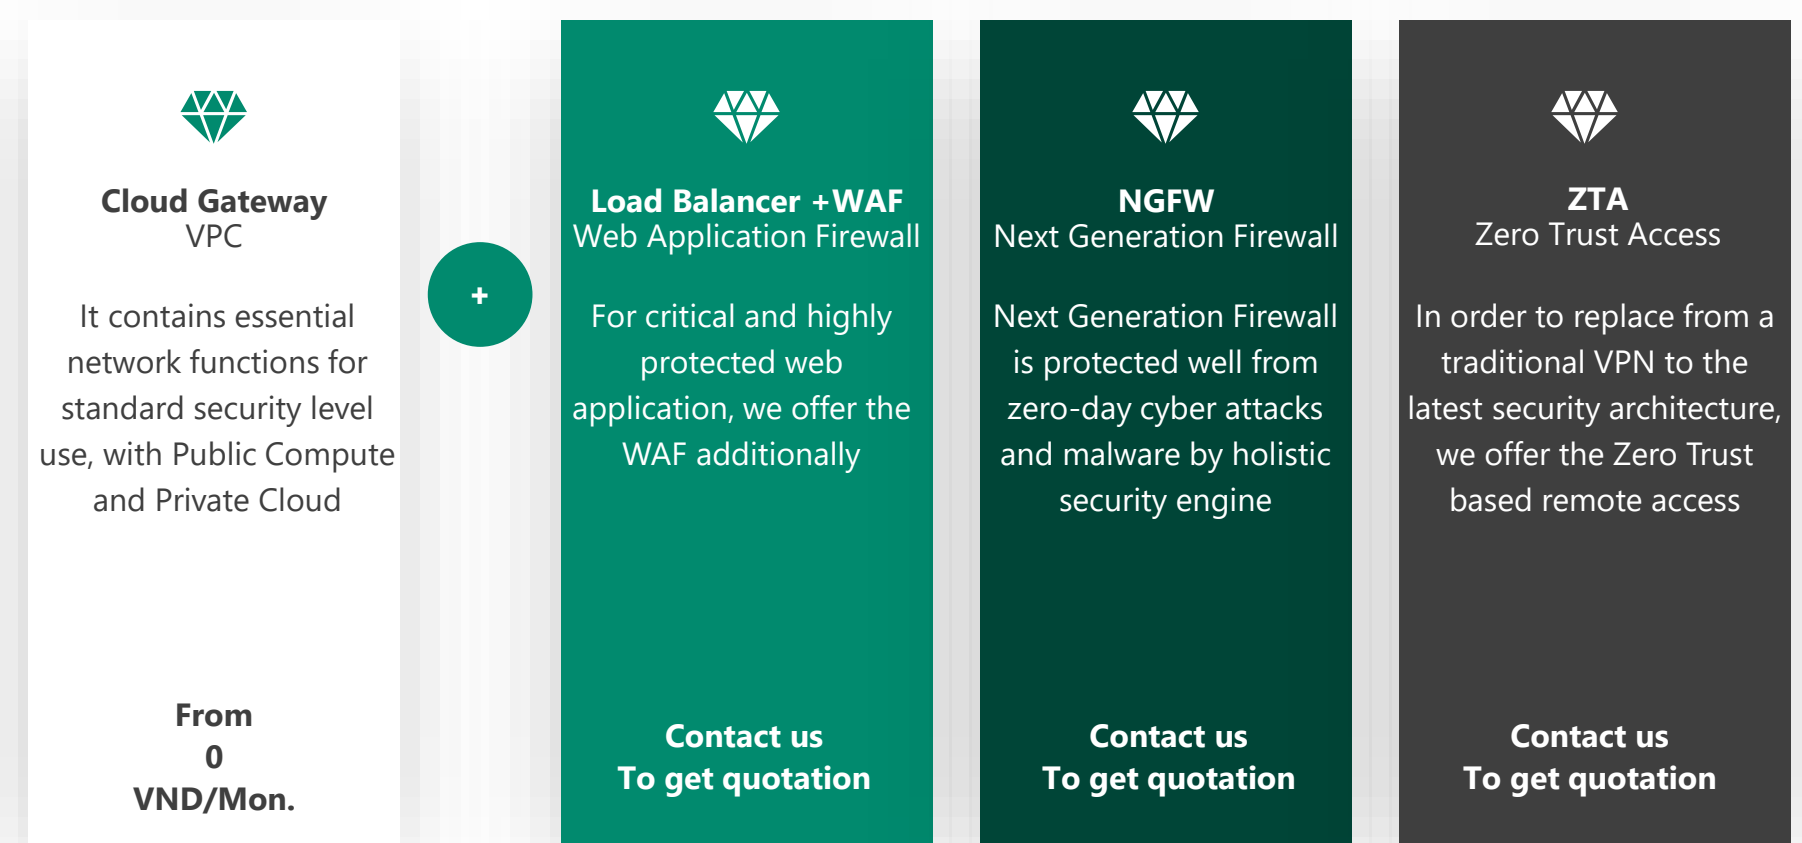 Cloud Gateway
VPC
It contains essential
network functions for
standard security level
use, with Public Compute
and Private Cloud
From
0
VND/Mon.
+
Load Balancer +WAF
Web Application Firewall
For critical and highly
protected web
application, we offer the
WAF additionally
Contact us
To get quotation
NGFW
Next Generation Firewall
Next Generation Firewall
is protected well from
zero-day cyber attacks
and malware by holistic
security engine
Contact us
To get quotation
ZTA
Zero Trust Access
In order to replace from a
traditional VPN to the
latest security architecture,
we offer the Zero Trust
based remote access
Contact us
To get quotation